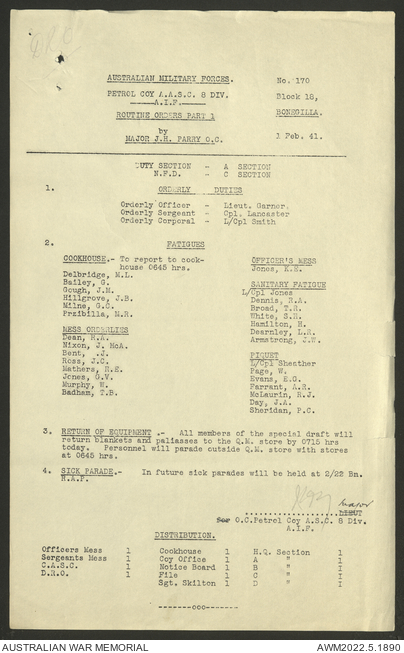 D.R.O
AUSTRALIAN MILITARY FORCES. No. 170
PETROL COY A.A.S.C. 8 DIV. Block 18,
-----A.I.F.-----
BONEGILLA.
ROUTINE ORDERS PART 1
by 1 Feb. 41.
MAJOR J.H. PARRY O.C.
DUTY SECTION - A SECTION
N.F.D. - C SECTION
1. ORDERLY DUTIES
Orderly Officer - Lieut. Garner.
Orderly Sergeant - Cpl. Lancaster
Orderly Corporal - L/Cpl Smith
2. FATIGUES
COOKHOUSE.- To report to cook-
house 0645 hrs.
Delbridge, M.L.
Bailey, G.
Gough, J.M.
Hillgrove, J.B.
Milne, G.C.
Przibilla, M.R.
MESS ORDERLIES
Dean, H.A.
Nixon, J. McA.
Bent, .J.
Ross, J.C.
Mathers, R.E.
Jones, G.V.
Murphy, W.
Badham, T.B.
OFFICER'S MESS
Jones, K.E.
SANITARY FATIGUE
L/Cpl Jones
Dennis, R.A.
Broad, T.R.
White, S.H.
Hamilton, H.
Dearnley, L.R.
Armstrong, J.W.
PIQUET
L/Cpl Sheather
Page, W.
Evans, E.G.
Farrant, A.R.
McLaurin, R.J.
Day, J.A.
Sheridan, P.C.
3. RETURN OF EQUIPMENT .- All members of the special draft will
return blankets and paliasses to the Q.M. store by 0715 hrs
today. Personnel will parade outside Q.M. store with stores
at 0645 hrs.
4. SICK PARADE.- In future sick parades will be held at 2/22 Bn.
R.A.P.
Major
LIEUT
for O.C.Petrol Coy A.S.C. 8 Div.
A.I.F.
DISTRIBUTION.
Officers Mess 1 Cookhouse 1 H.Q. Section 1
Sergeants Mess 1 Coy Office 1 A " 1
C.A.S.C. 1 Notice Board 1 B " 1
D.R.O. 1 File 1 C " 1
Sgt. Skilton 1 D " 1
-------ooo-------
AUSTRALIAN WAR MEMORIAL AWM2022.5.1890